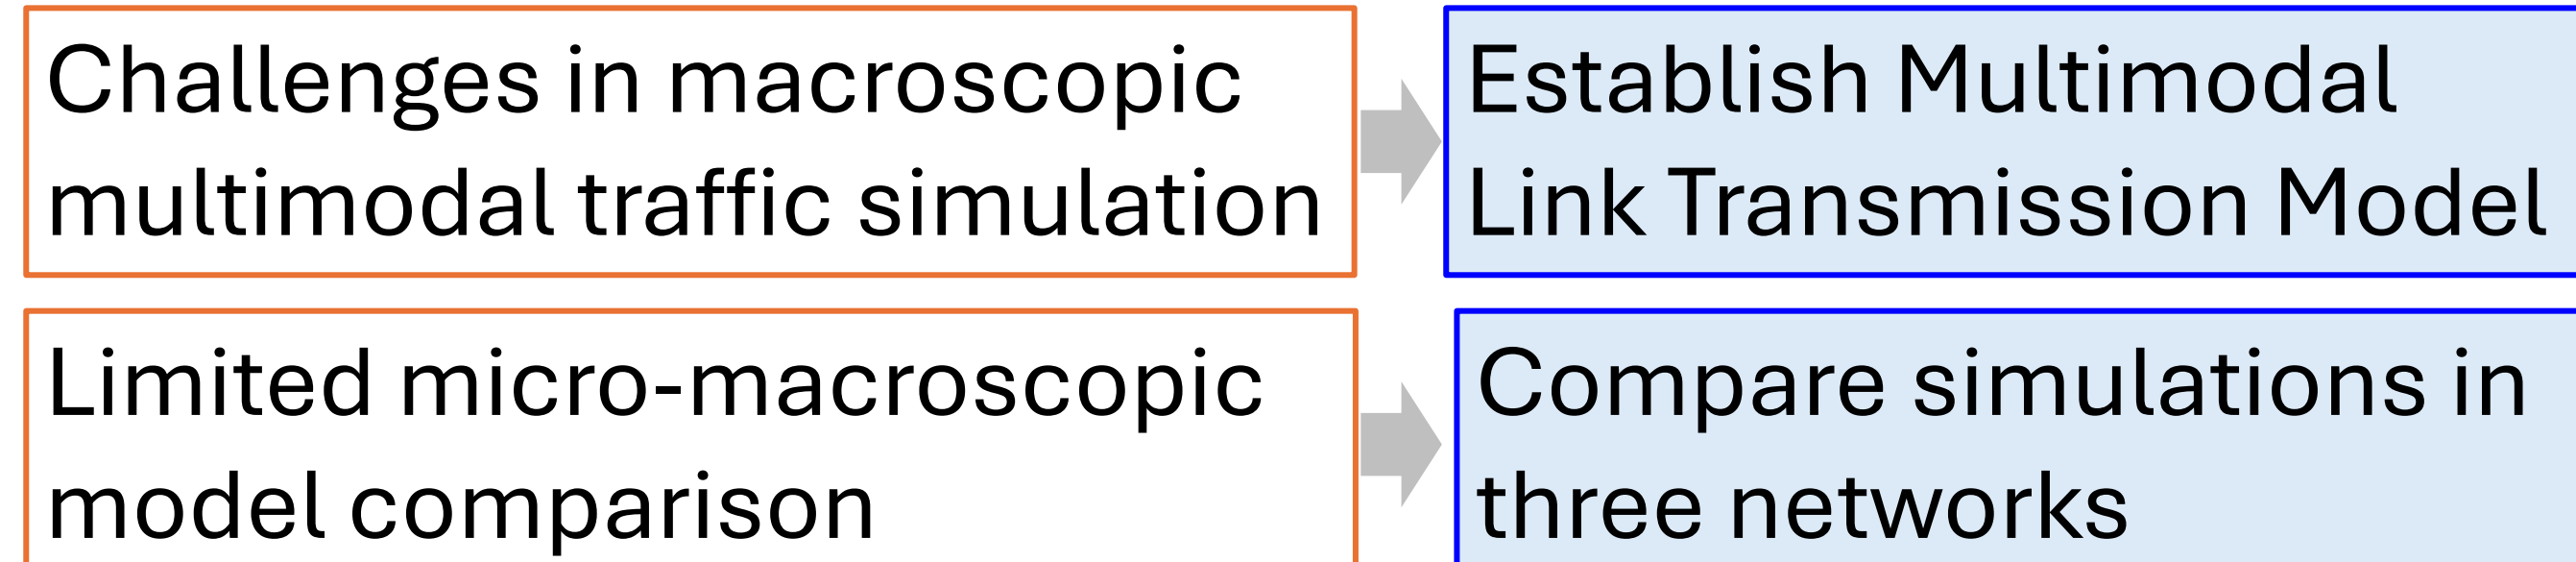 Challenges in macroscopic
multimodal traffic simulation
Establish Multimodal
Link Transmission Model
Limited micro-macroscopic
model comparison
Compare simulations in
three networks